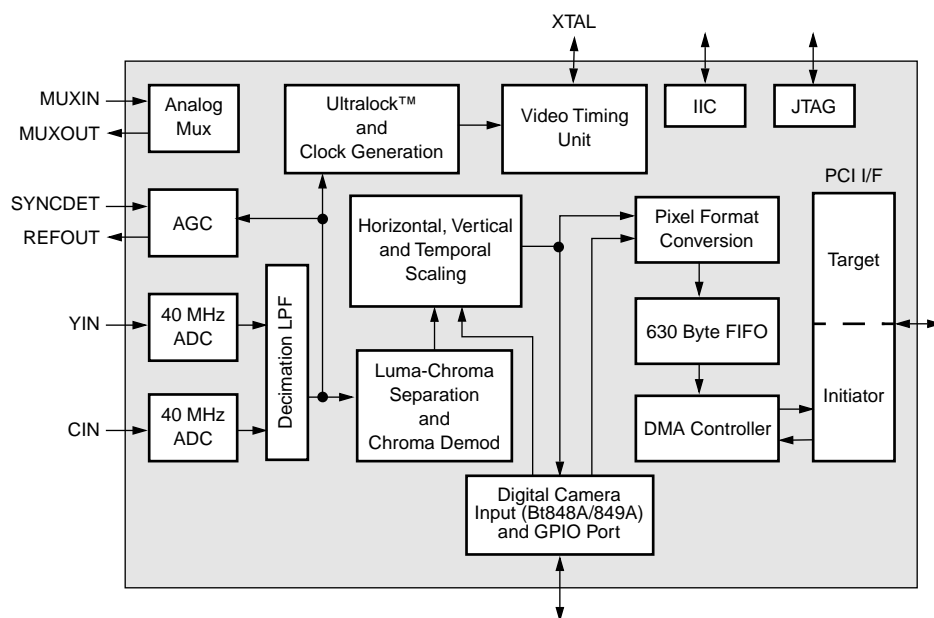 XTAL
MUXIN
MUXOUT
Analog
Mux
Ultralock™
and
Clock Generation
Video Timing
Unit
IIC
JTAG
PCI I/F
SYNCDET
REFOUT
AGC
Horizontal, Vertical
and Temporal
Scaling
Pixel Format
Conversion
Target
YIN
40 MHz
ADC
Decimation LPF
630 Byte FIFO
Luma-Chroma
Separation
and
Chroma Demod
Initiator
CIN
40 MHz
ADC
DMA Controller
Digital Camera
Input (Bt848A/849A)
and GPIO Port